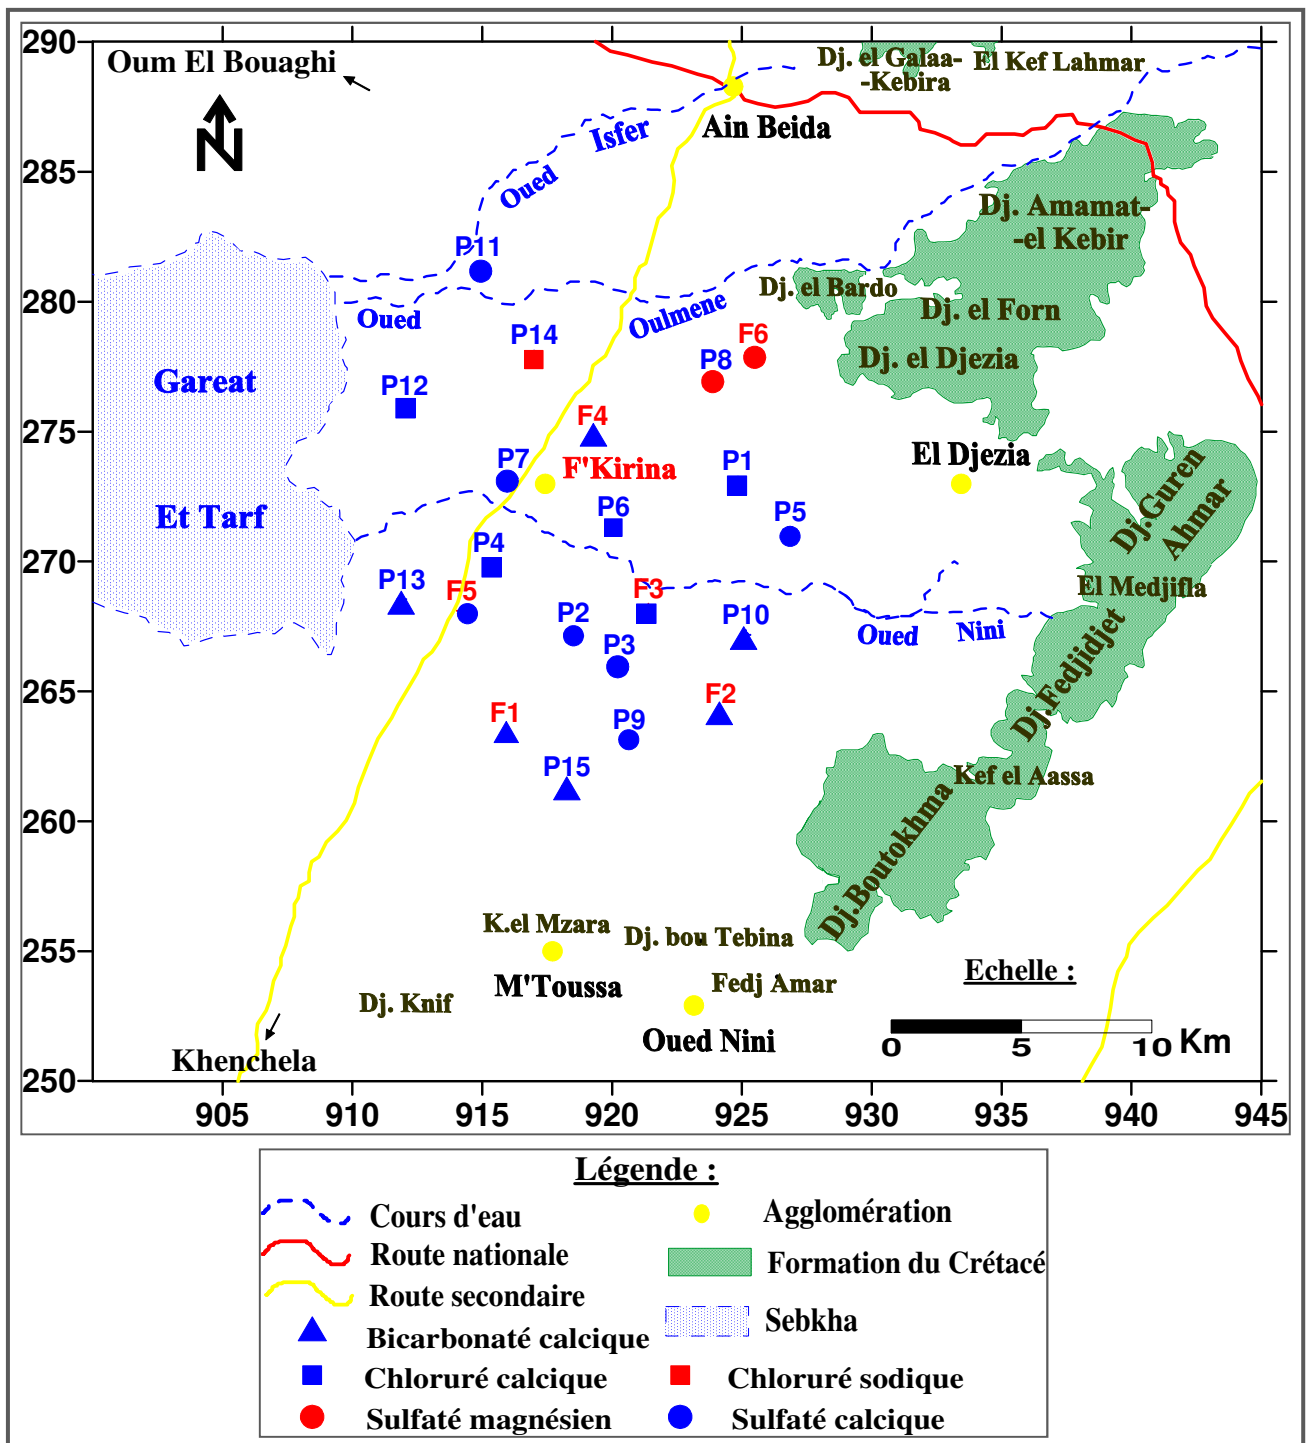 290
Oum El Bouaghi
Dj. el Galaa-
-Kebira
El Kef Lahmar
N
Isfer
Ain Beida
285
Oued
Dj. Amamat-
-el Kebir
P11
280
Dj. el Bardo
Oued
Oulmene
Dj. el Forn
P14
F6
P8
Dj. el Djezia
Gareat
P12
275
F4
El Djezia
P7
F'Kirina
P1
Dj.Guren
Ahmar
Et Tarf
P6
P5
P4
270
P13
F5
F3
El Medjifla
P2
P10
Oued
Nini
P3
Dj.Fedjidjet
265
F1
F2
P9
P15
Kef el Aassa
260
Dj.Boutokhma
K.el Mzara
Dj. bou Tebina
255
M'Toussa
Fedj Amar
Echelle :
Dj. Knif
Oued Nini
0 5 10 Km
Khenchela
250
905 910 915 920 925 930 935 940 945
Légende :
Cours d'eau
Agglomération
Route nationale
Formation du Crétacé
Route secondaire
Sebkha
Bicarbonaté calcique
Chloruré calcique
Chloruré sodique
Sulfaté magnésien
Sulfaté calcique